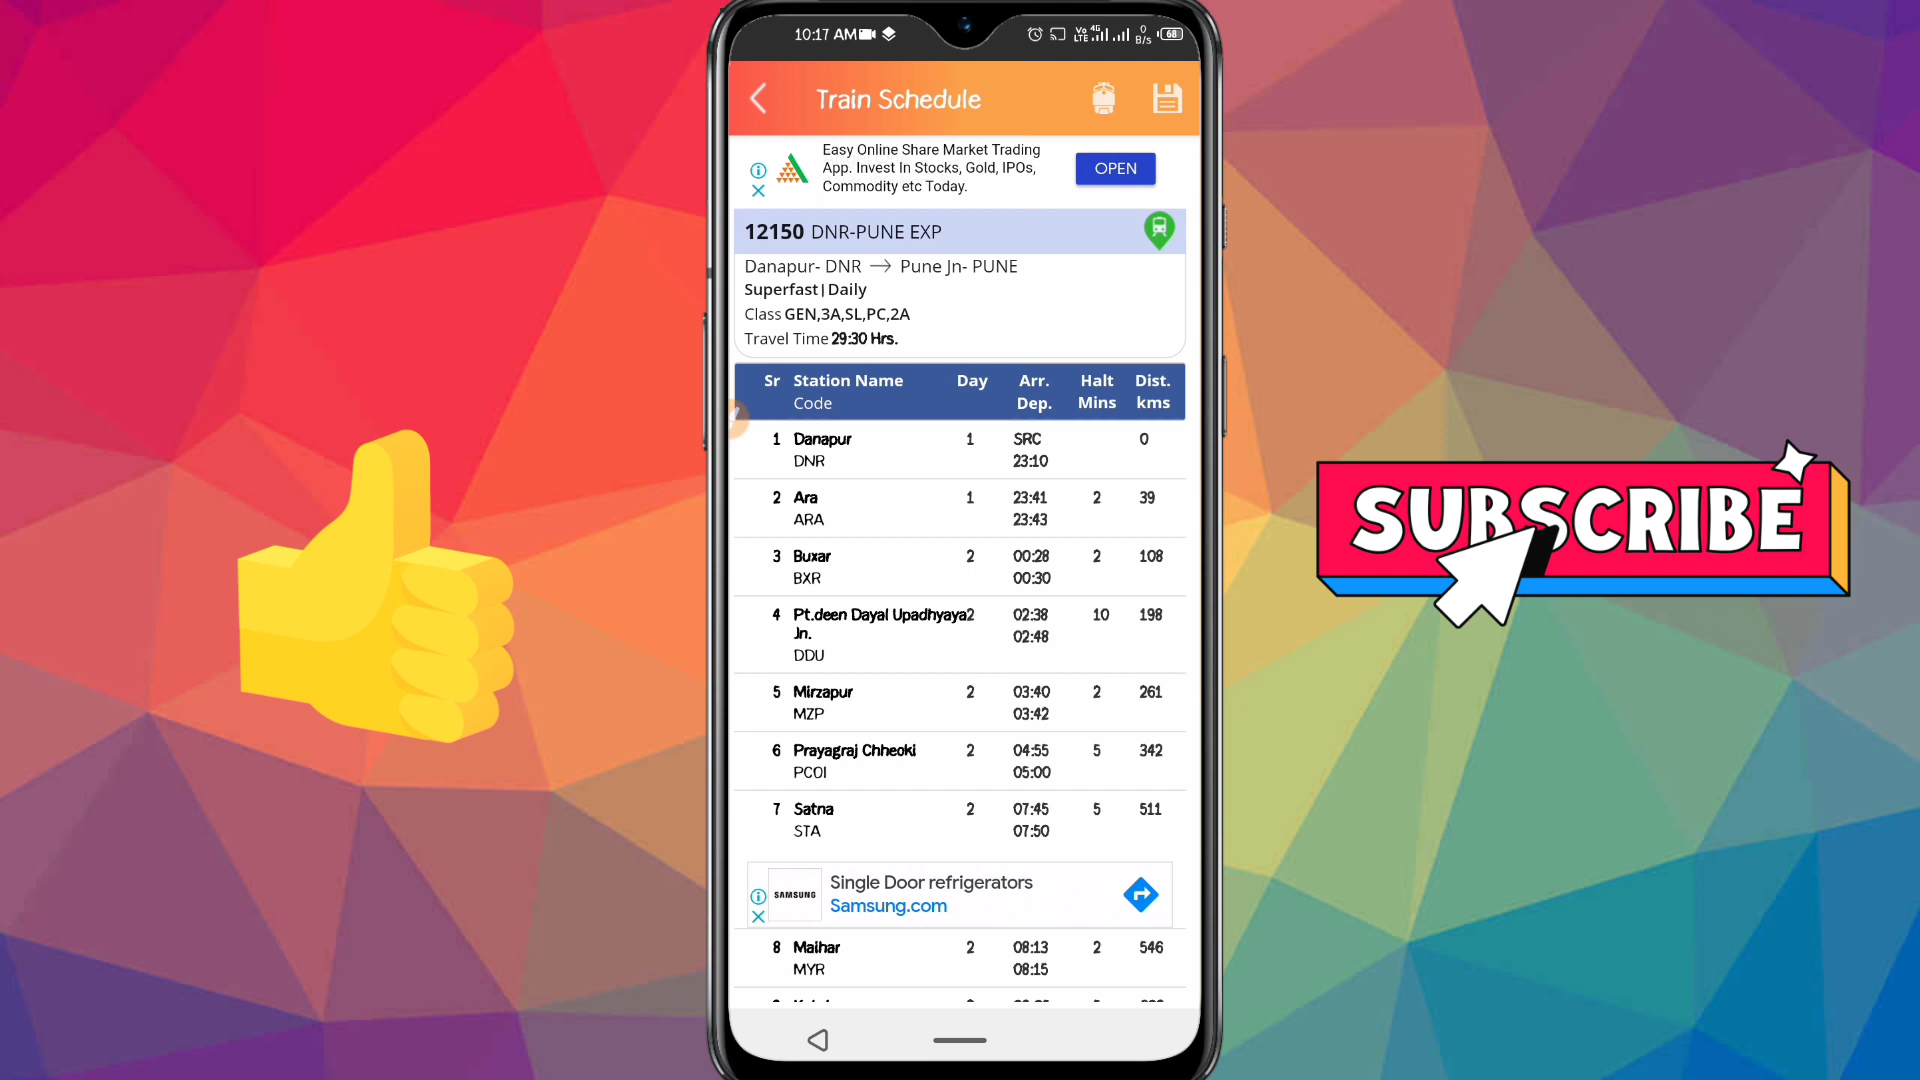 10:17 AM
Vo 4G
LTE
0
B/S
68
Train Schedule
Easy Online Share Market Trading
App. Invest In Stocks, Gold, IPOs,
Commodity etc Today.
OPEN
12150 DNR-PUNE EXP
Danapur- DNR → Pune Jn- PUNE
Superfast|Daily
Class GEN,3A,SL,PC,2A
Travel Time 29:30 Hrs.
Sr Station Name Day Arr. Halt Dist.
Code Dep. Mins kms
1 Danapur 1 SRC 0
DNR 23:10
2 Ara 1 23:41 2 39
ARA 23:43
3 Buxar 2 00:28 2 108
BXR 00:30
4 Pt.deen Dayal Upadhyaya 2 02:38 10 198
Jn. 02:48
DDU
5 Mirzapur 2 03:40 2 261
MZP 03:42
6 Prayagraj Chheoki 2 04:55 5 342
PCOI 05:00
7 Satna 2 07:45 5 511
STA 07:50
SAMSUNG
Single Door refrigerators
Samsung.com
8 Maihar 2 08:13 2 546
MYR 08:15
SUBSCRIBE